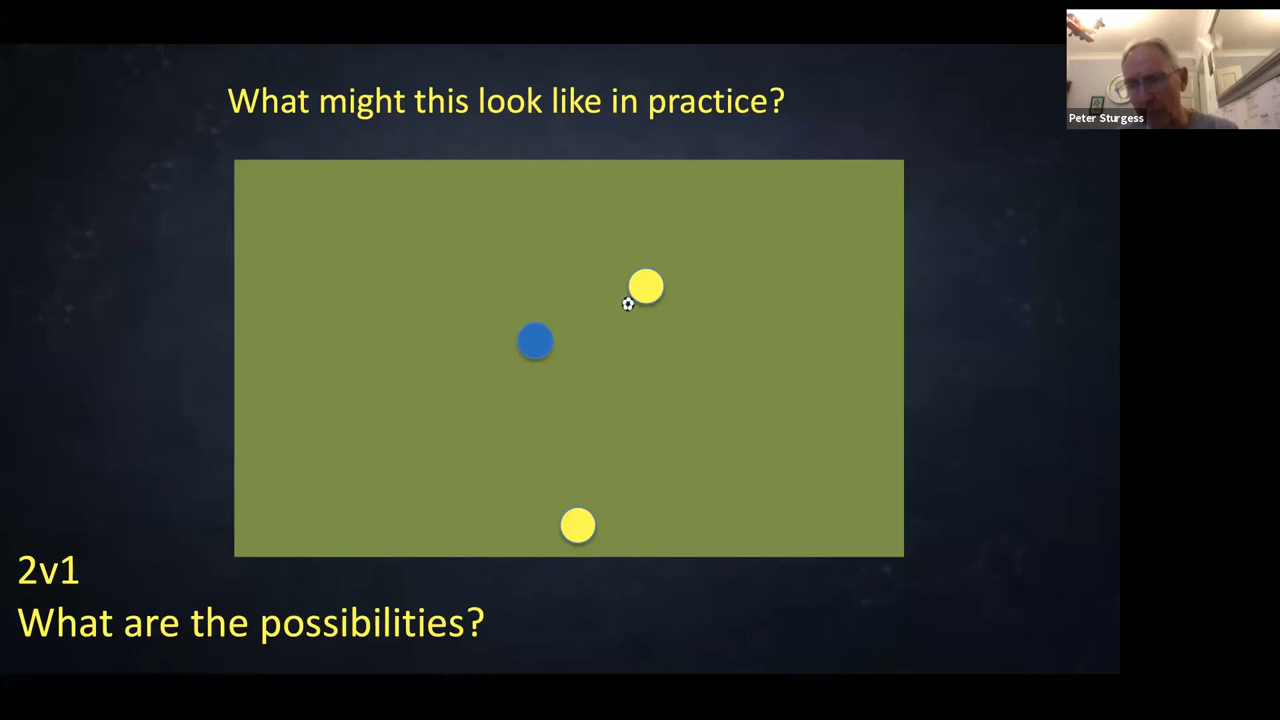 What might this look like in practice?
Peter Sturgess
2v1
What are the possibilities?